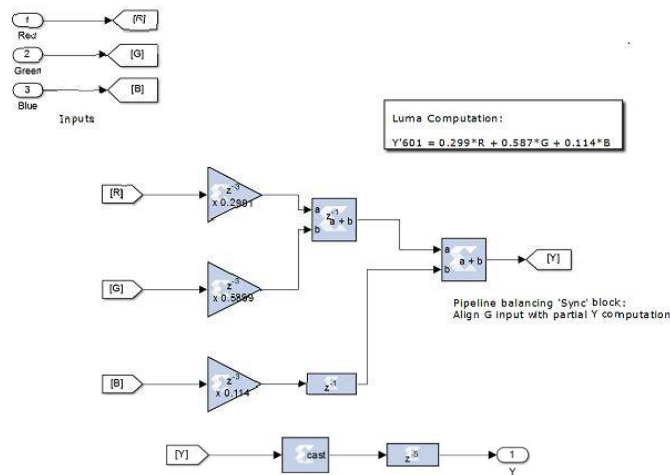 1
[R]
Red
2
[G]
Green
3
[B]
Blue
Inputs
Luma Computation:
Y'601 = 0.299*R + 0.587*G + 0.114*B
[R]
z-3
x 0.2991
a
b
z-1
a + b
[G]
z-3
x 0.5889
a
b
a + b
[Y]
Pipeline balancing 'Sync' block:
Align G input with partial Y computation
[B]
z-3
x 0.114
z-1
[Y]
cast
z-5
1
Y